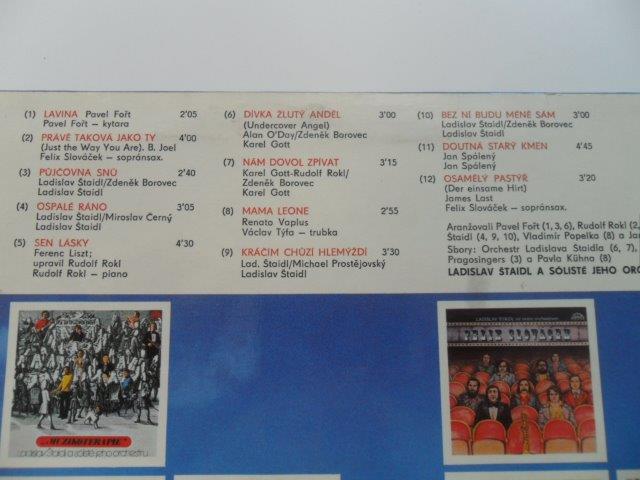 (1) LAVINA Pavel Fořt 2'05
Pavel Fořt – kytara
(2) PRÁVĚ TAKOVÁ JAKO TY 4'00
(Just the Way You Are). B. Joel
Felix Slováček – sopránsax.
(3) PŮJČOVNA SNŮ 2'40
Ladislav Štaidl/Zdeněk Borovec
Ladislav Štaidl
(4) OSPALÉ RÁNO 3'05
Ladislav Štaidl/Miroslav Černý
Ladislav Štaidl
(5) SEN LÁSKY 4'30
Ferenc Liszt;
upravil Rudolf Rokl
Rudolf Rokl – piano
(6) DÍVKA ŽLUTÝ ANDĚL 3'00
(Undercover Angel)
Alan O'Day/Zdeněk Borovec
Karel Gott
(7) NÁM DOVOL ZPÍVAT 3'15
Karel Gott-Rudolf Rokl/
Zdeněk Borovec
Karel Gott
(8) MAMA LEONE 2'55
Renato Vaplus
Václav Týfa – trubka
(9) KRÁČÍM CHŮZÍ HLEMÝŽDÍ 3'30
Lad. Štaidl/Michael Prostějovský
Ladislav Štaidl
(10) BEZ NÍ BUDU MÉNĚ SÁM 3'00
Ladislav Štaidl/Zdeněk Borovec
Ladislav Štaidl
(11) DOUTNÁ STARÝ KMEN 4'45
Jan Spálený
Jan Spálený
(12) OSAMĚLÝ PASTÝŘ 3'20
(Der einsame Hirt)
James Last
Felix Slováček – sopránsax.
Aranžovali Pavel Fořt (1,3,6), Rudolf Rokl (2,
Štaidl (4, 9, 10), Vladimír Popelka (8) a Ja
Sbory: Orchestr Ladislava Štaidla (6, 7),
Pragosingers (3) a Pavla Kühna (8)
LADISLAV ŠTAIDL A SÓLISTÉ JEHO ORC
„MUZIKOTERAPIE"
Ladislav Štaidl a sólisté jeho orchestru
FELIX SLOVÁČEK